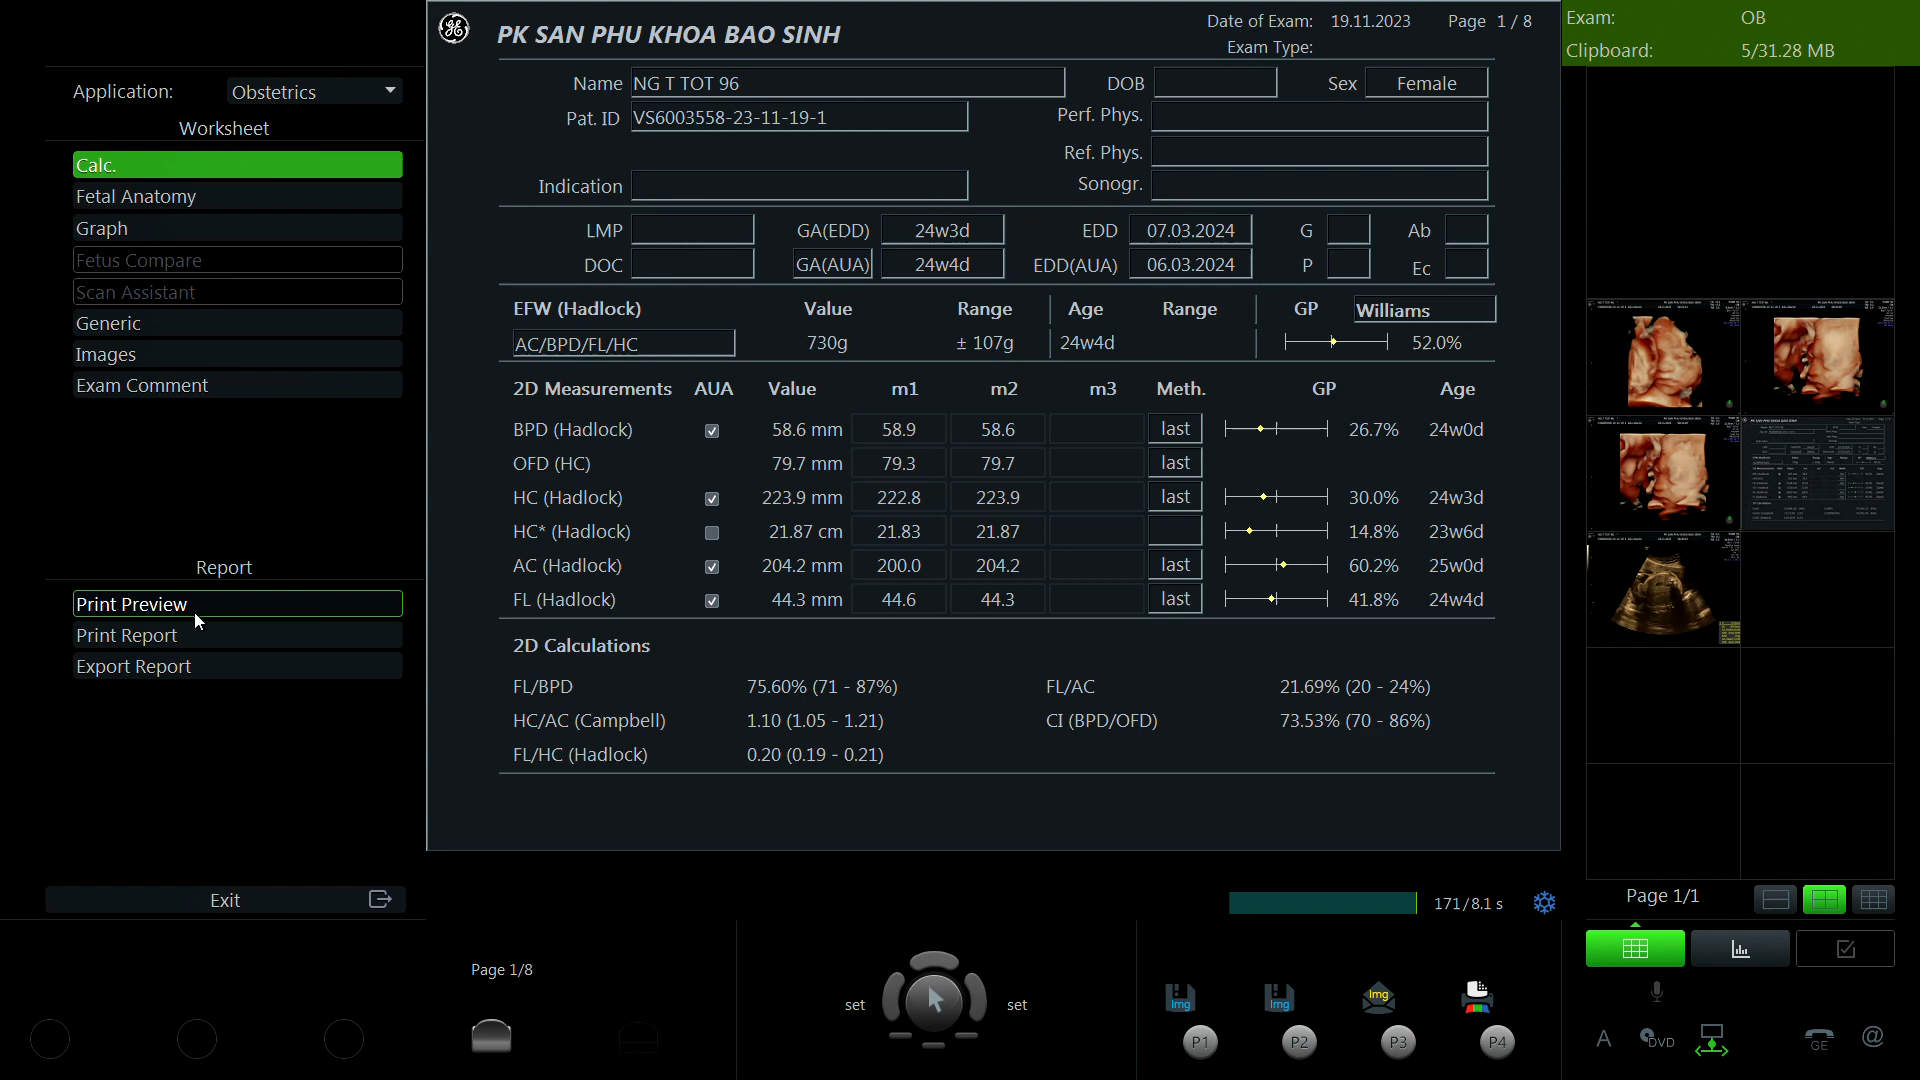 PK SAN PHU KHOA BAO SINH
Date of Exam: 19.11.2023 Page 1 / 8
Exam Type:
Exam: OB
Clipboard: 5/31.28 MB
Application: Obstetrics
Worksheet
Calc.
Fetal Anatomy
Graph
Fetus Compare
Scan Assistant
Generic
Images
Exam Comment
Report
Print Preview
Print Report
Export Report
Exit
Name NG T TOT 96 DOB Sex Female
Pat. ID VS6003558-23-11-19-1 Perf. Phys.
Ref. Phys.
Indication Sonogr.
LMP GA(EDD) 24w3d EDD 07.03.2024 G Ab
DOC GA(AUA) 24w4d EDD(AUA) 06.03.2024 P Ec
EFW (Hadlock) Value Range Age Range GP Williams
AC/BPD/FL/HC 730g ± 107g 24w4d 52.0%
2D Measurements AUA Value m1 m2 m3 Meth. GP Age
BPD (Hadlock) 58.6 mm 58.9 58.6 last 26.7% 24w0d
OFD (HC) 79.7 mm 79.3 79.7 last
HC (Hadlock) 223.9 mm 222.8 223.9 last 30.0% 24w3d
HC* (Hadlock) 21.87 cm 21.83 21.87 14.8% 23w6d
AC (Hadlock) 204.2 mm 200.0 204.2 last 60.2% 25w0d
FL (Hadlock) 44.3 mm 44.6 44.3 last 41.8% 24w4d
2D Calculations
FL/BPD 75.60% (71 - 87%) FL/AC 21.69% (20 - 24%)
HC/AC (Campbell) 1.10 (1.05 - 1.21) CI (BPD/OFD) 73.53% (70 - 86%)
FL/HC (Hadlock) 0.20 (0.19 - 0.21)
171/8.1 s
Page 1/1
Page 1/8
set set
Img Img Img
P1 P2 P3 P4
A DVD GE @